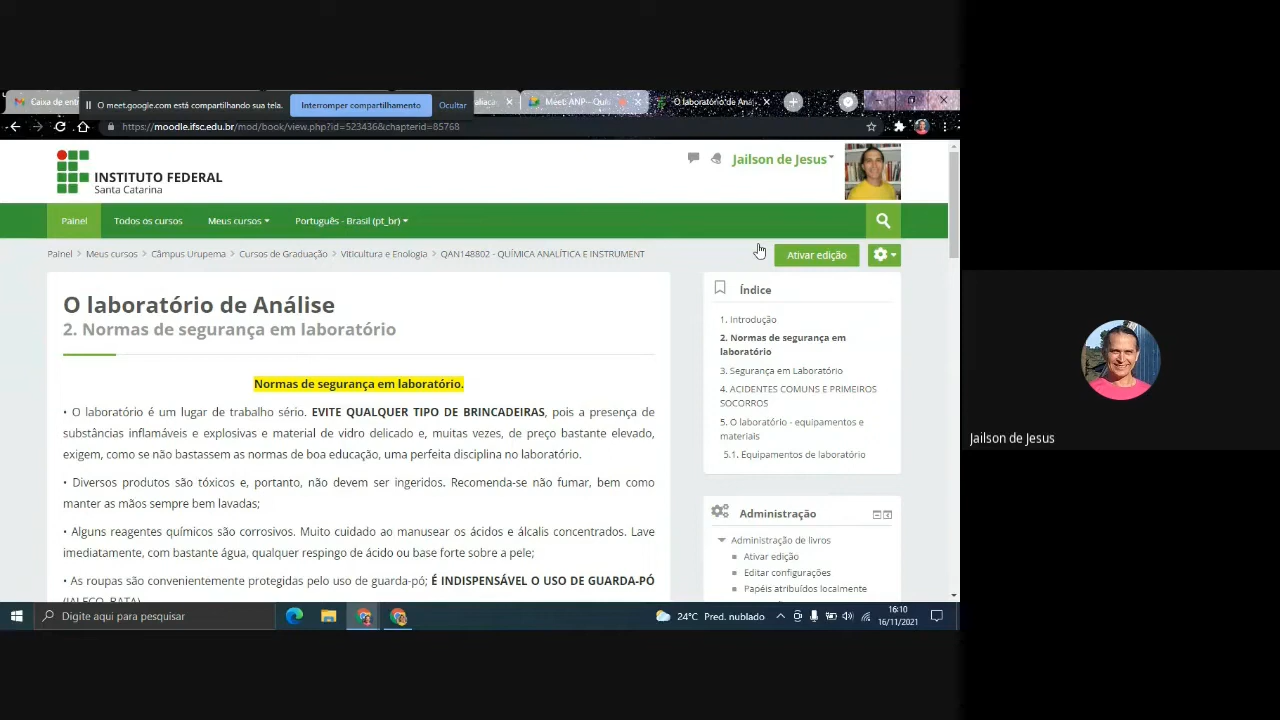 Caixa de entr
O meet.google.com está compartilhando sua tela.
Interromper compartilhamento
Ocultar
Meet: ANP - Quí
O laboratório de Aná
https://moodle.ifsc.edu.br/mod/book/view.php?id=523436&chapterid=85768
INSTITUTO FEDERAL
Santa Catarina
Jailson de Jesus
Painel
Todos os cursos
Meus cursos
Português - Brasil (pt_br)
Painel > Meus cursos > Câmpus Urupema > Cursos de Graduação > Viticultura e Enologia > QAN148802 - QUÍMICA ANALÍTICA E INSTRUMENT
Ativar edição
O laboratório de Análise
2. Normas de segurança em laboratório
Normas de segurança em laboratório.
• O laboratório é um lugar de trabalho sério. EVITE QUALQUER TIPO DE BRINCADEIRAS, pois a presença de
substâncias inflamáveis e explosivas e material de vidro delicado e, muitas vezes, de preço bastante elevado,
exigem, como se não bastassem as normas de boa educação, uma perfeita disciplina no laboratório.
• Diversos produtos são tóxicos e, portanto, não devem ser ingeridos. Recomenda-se não fumar, bem como
manter as mãos sempre bem lavadas;
• Alguns reagentes químicos são corrosivos. Muito cuidado ao manusear os ácidos e álcalis concentrados. Lave
imediatamente, com bastante água, qualquer respingo de ácido ou base forte sobre a pele;
• As roupas são convenientemente protegidas pelo uso de guarda-pó; É INDISPENSÁVEL O USO DE GUARDA-PÓ
(JALECO, BATA)
Índice
1. Introdução
2. Normas de segurança em
laboratório
3. Segurança em Laboratório
4. ACIDENTES COMUNS E PRIMEIROS
SOCORROS
5. O laboratório - equipamentos e
materiais
5.1. Equipamentos de laboratório
Administração
Administração de livros
Ativar edição
Editar configurações
Papéis atribuídos localmente
Digite aqui para pesquisar
24°C Pred. nublado
16:10
16/11/2021
Jailson de Jesus